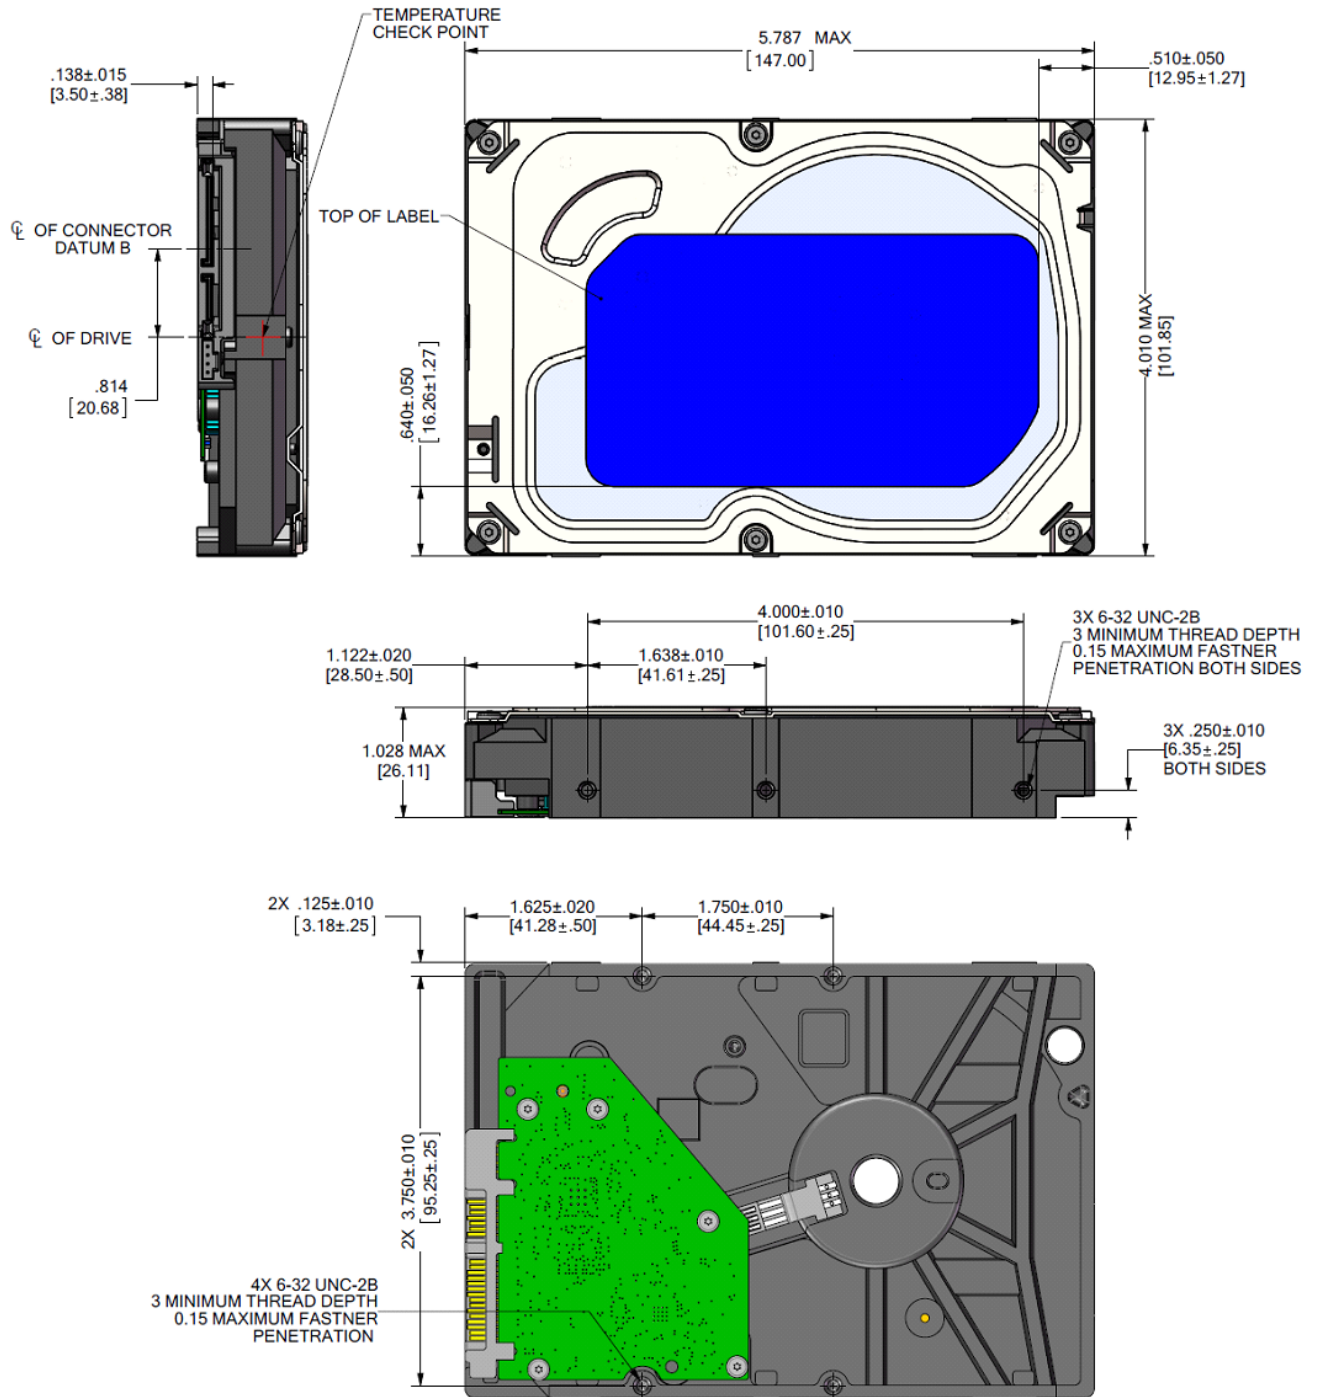 TEMPERATURE
CHECK POINT
5.787 MAX
[147.00]
.510±.050
[12.95±1.27]
.138±.015
[3.50±.38]
TOP OF LABEL
℄ OF CONNECTOR
DATUM B
℄ OF DRIVE
.814
[20.68]
.640±.050
[16.26±1.27]
4.010 MAX
[101.85]
4.000±.010
[101.60±.25]
3X 6-32 UNC-2B
3 MINIMUM THREAD DEPTH
0.15 MAXIMUM FASTNER
PENETRATION BOTH SIDES
1.122±.020
[28.50±.50]
1.638±.010
[41.61±.25]
1.028 MAX
[26.11]
3X .250±.010
[6.35±.25]
BOTH SIDES
2X .125±.010
[3.18±.25]
1.625±.020
[41.28±.50]
1.750±.010
[44.45±.25]
2X 3.750±.010
[95.25±.25]
4X 6-32 UNC-2B
3 MINIMUM THREAD DEPTH
0.15 MAXIMUM FASTNER
PENETRATION